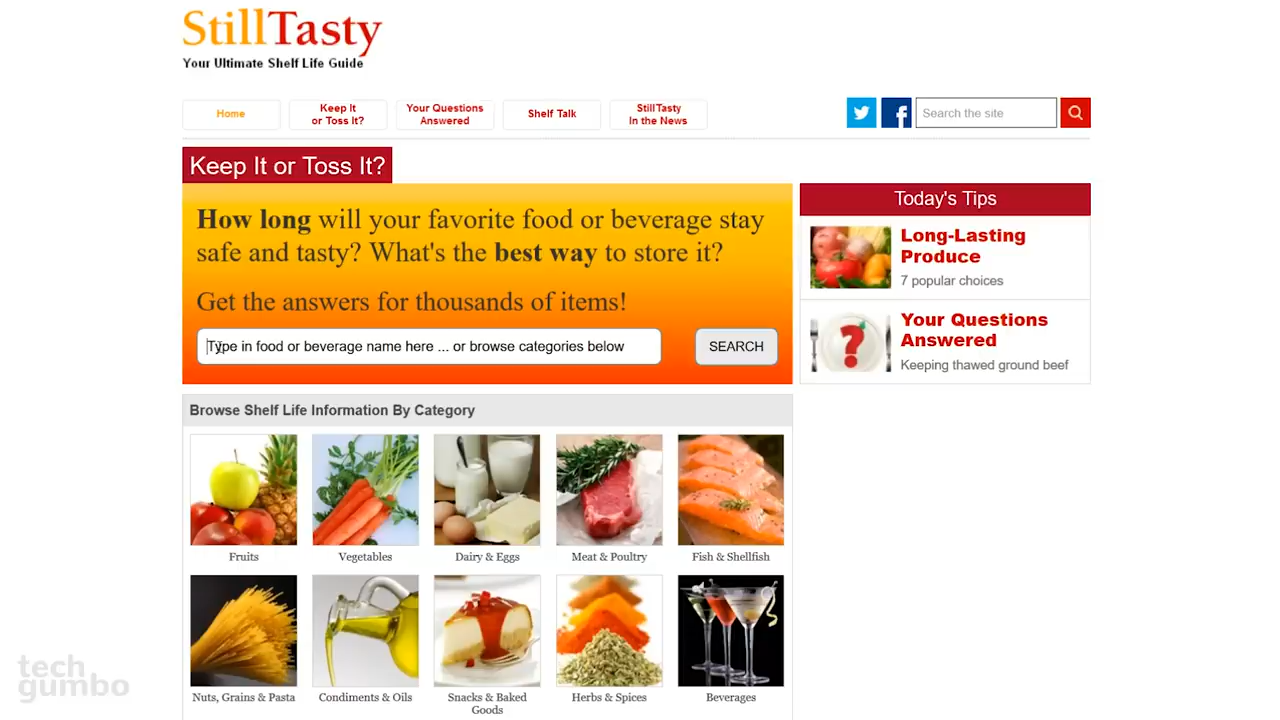 StillTasty
Your Ultimate Shelf Life Guide
Home
Keep It
or Toss It?
Your Questions
Answered
Shelf Talk
StillTasty
In the News
Search the site
Keep It or Toss It?
How long will your favorite food or beverage stay
safe and tasty? What's the best way to store it?
Get the answers for thousands of items!
Type in food or beverage name here ... or browse categories below
SEARCH
Today's Tips
Long-Lasting
Produce
7 popular choices
Your Questions
Answered
Keeping thawed ground beef
Browse Shelf Life Information By Category
Fruits
Vegetables
Dairy & Eggs
Meat & Poultry
Fish & Shellfish
Nuts, Grains & Pasta
Condiments & Oils
Snacks & Baked
Goods
Herbs & Spices
Beverages
tech
gumbo